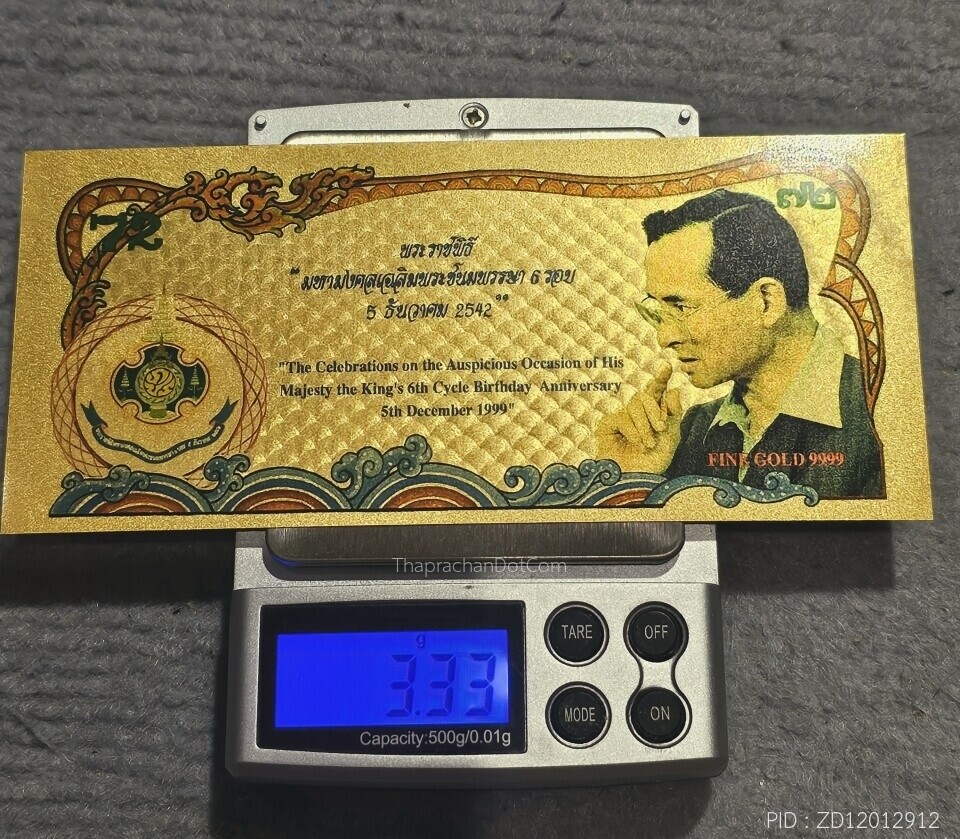 72
๗๒
พระราชพิธี
"มหามงคลเฉลิมพระชนมพรรษา 6 รอบ
5 ธันวาคม 2542"
"The Celebrations on the Auspicious Occasion of His
Majesty the King's 6th Cycle Birthday Anniversary
5th December 1999"
FINE GOLD 9999
ThaprachanDotCom
g
3.33
Capacity:500g/0.01g
TARE
OFF
MODE
ON
PID : ZD12012912